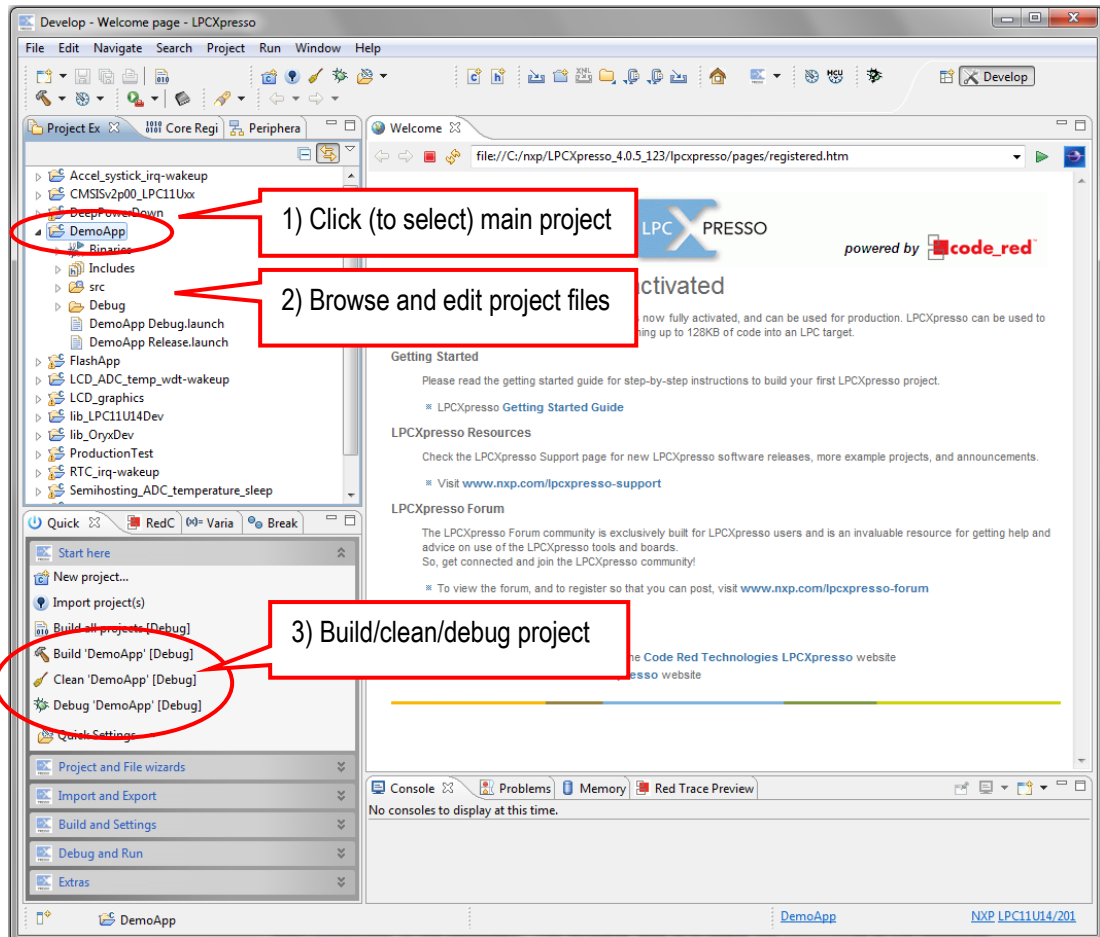 Develop - Welcome page - LPCXpresso
File Edit Navigate Search Project Run Window Help
Develop
Project Ex
Core Regi
Periphera
Welcome
file://C:/nxp/LPCXpresso_4.0.5_123/lpcxpresso/pages/registered.htm
Accel_systick_irq-wakeup
CMSISv2p00_LPC11Uxx
DeepPowerDown
DemoApp
Binaries
Includes
src
Debug
DemoApp Debug.launch
DemoApp Release.launch
FlashApp
LCD_ADC_temp_wdt-wakeup
LCD_graphics
lib_LPC11U14Dev
lib_OryxDev
ProductionTest
RTC_irq-wakeup
Semihosting_ADC_temperature_sleep
1) Click (to select) main project
2) Browse and edit project files
LPC XPRESSO
powered by code_red
ctivated
now fully activated, and can be used for production. LPCXpresso can be used to
ing up to 128KB of code into an LPC target.
Getting Started
Please read the getting started guide for step-by-step instructions to build your first LPCXpresso project.
LPCXpresso Getting Started Guide
LPCXpresso Resources
Check the LPCXpresso Support page for new LPCXpresso software releases, more example projects, and announcements.
Visit www.nxp.com/lpcxpresso-support
LPCXpresso Forum
The LPCXpresso Forum community is exclusively built for LPCXpresso users and is an invaluable resource for getting help and
advice on use of the LPCXpresso tools and boards.
So, get connected and join the LPCXpresso community!
To view the forum, and to register so that you can post, visit www.nxp.com/lpcxpresso-forum
Code Red Technologies LPCXpresso website
website
Quick
RedC
(x)= Varia
Break
Start here
New project...
Import project(s)
Build all projects [Debug]
Build 'DemoApp' [Debug]
Clean 'DemoApp' [Debug]
Debug 'DemoApp' [Debug]
Quick Settings
3) Build/clean/debug project
Project and File wizards
Import and Export
Build and Settings
Debug and Run
Extras
Console
Problems
Memory
Red Trace Preview
No consoles to display at this time.
DemoApp
DemoApp
NXP LPC11U14/201